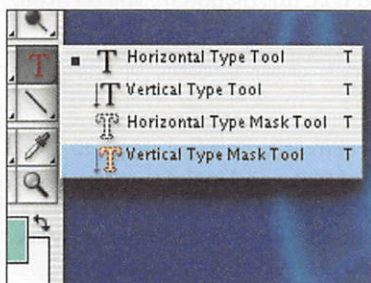 Horizontal Type Tool T
Vertical Type Tool T
Horizontal Type Mask Tool T
Vertical Type Mask Tool T